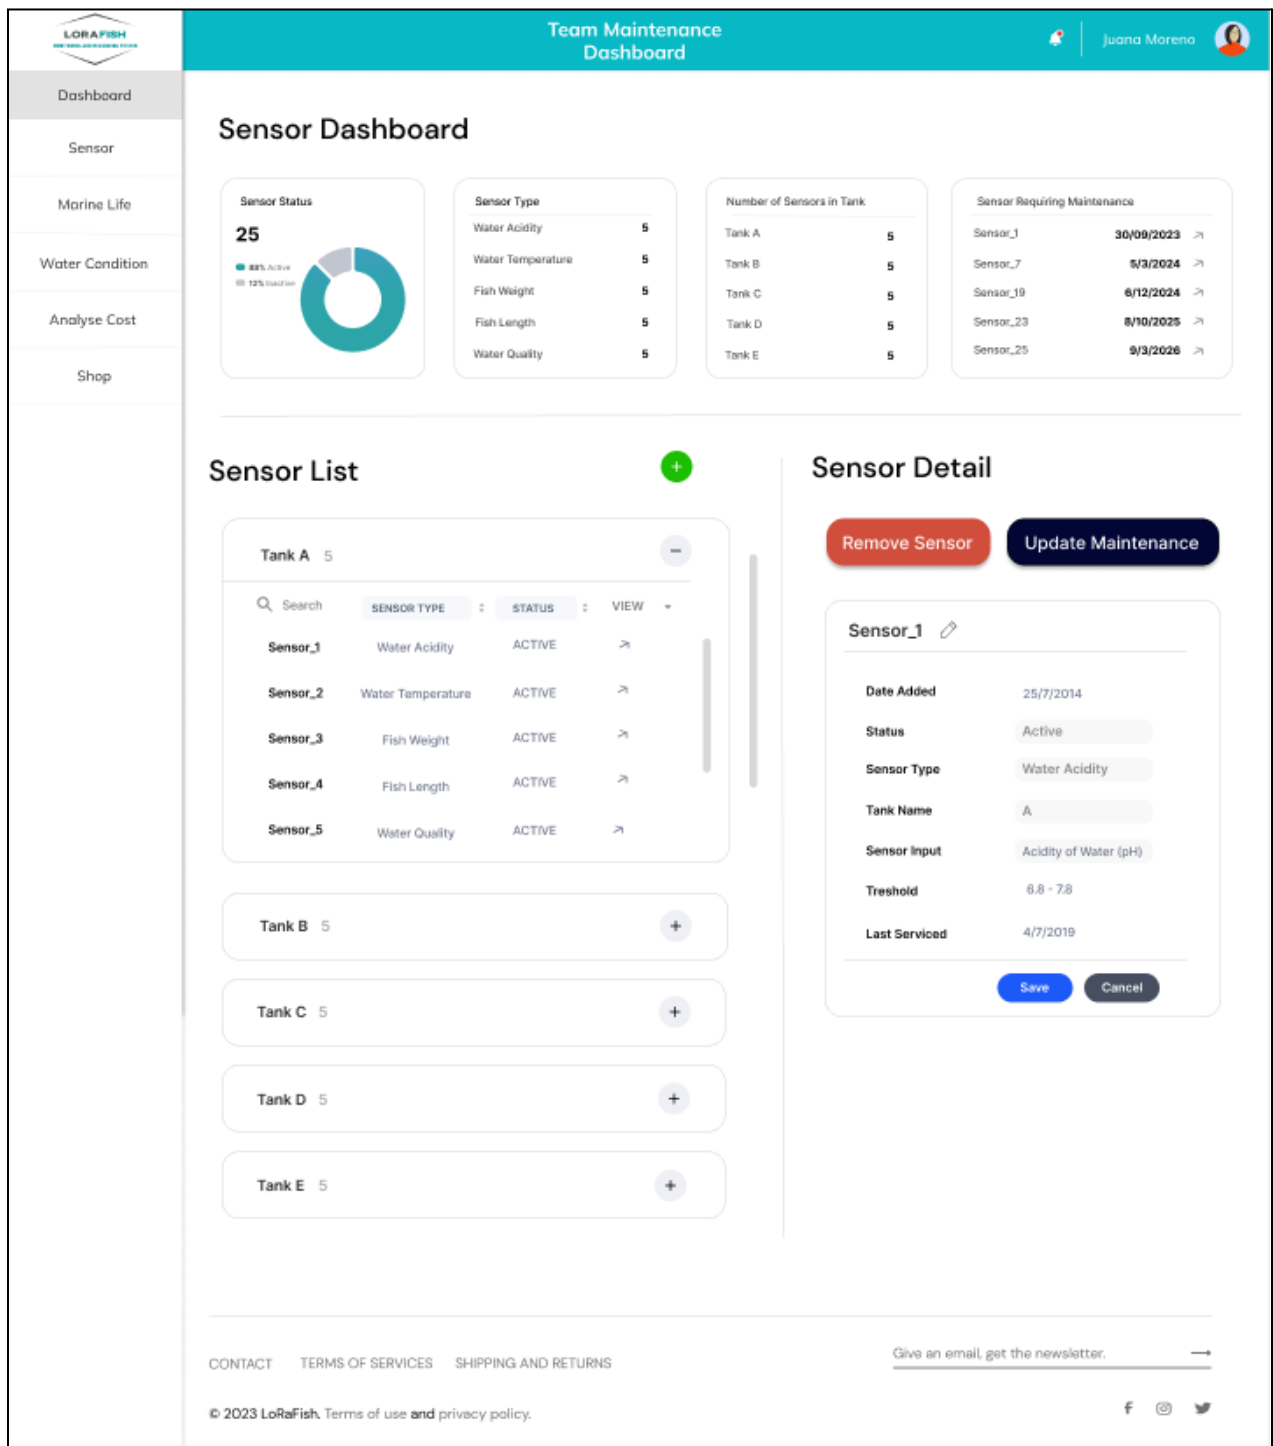 LORAFISH
Team Maintenance
Dashboard
Juana Moreno
Dashboard
Sensor
Marine Life
Water Condition
Analyse Cost
Shop
Sensor Dashboard
Sensor Status
25
88% Active
12% Inactive
Sensor Type
Water Acidity 5
Water Temperature 5
Fish Weight 5
Fish Length 5
Water Quality 5
Number of Sensors in Tank
Tank A 5
Tank B 5
Tank C 5
Tank D 5
Tank E 5
Sensor Requiring Maintenance
Sensor_1 30/09/2023
Sensor_7 5/3/2024
Sensor_19 6/12/2024
Sensor_23 8/10/2025
Sensor_25 9/3/2026
Sensor List
+
Tank A 5
Search SENSOR TYPE STATUS VIEW
Sensor_1 Water Acidity ACTIVE
Sensor_2 Water Temperature ACTIVE
Sensor_3 Fish Weight ACTIVE
Sensor_4 Fish Length ACTIVE
Sensor_5 Water Quality ACTIVE
Tank B 5 +
Tank C 5 +
Tank D 5 +
Tank E 5 +
Sensor Detail
Remove Sensor Update Maintenance
Sensor_1
Date Added 25/7/2014
Status Active
Sensor Type Water Acidity
Tank Name A
Sensor Input Acidity of Water (pH)
Treshold 6.8 - 7.8
Last Serviced 4/7/2019
Save Cancel
CONTACT TERMS OF SERVICES SHIPPING AND RETURNS
Give an email, get the newsletter.
© 2023 LoRaFish. Terms of use and privacy policy.